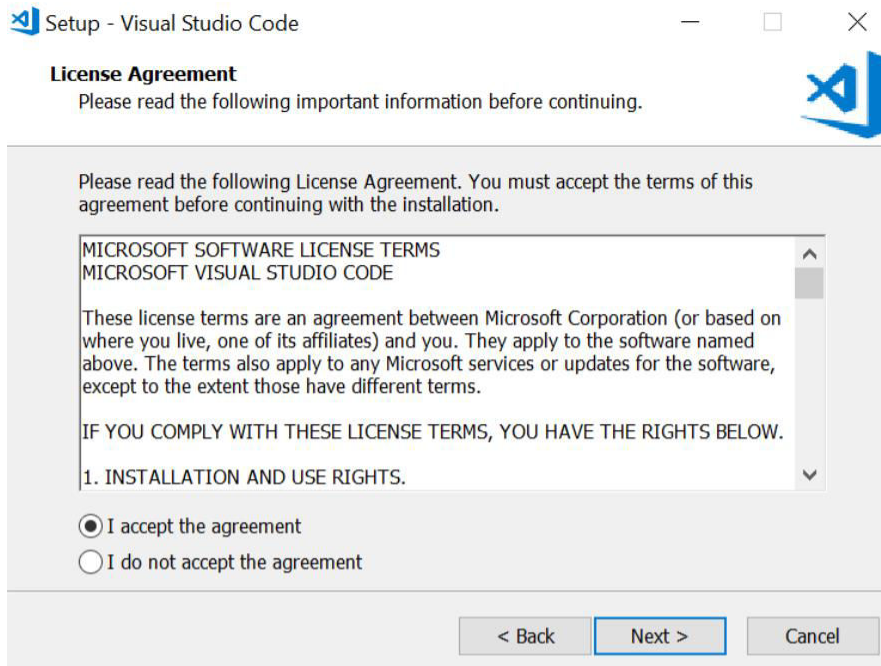 Setup - Visual Studio Code
License Agreement
Please read the following important information before continuing.
Please read the following License Agreement. You must accept the terms of this
agreement before continuing with the installation.
MICROSOFT SOFTWARE LICENSE TERMS
MICROSOFT VISUAL STUDIO CODE
These license terms are an agreement between Microsoft Corporation (or based on
where you live, one of its affiliates) and you. They apply to the software named
above. The terms also apply to any Microsoft services or updates for the software,
except to the extent those have different terms.
IF YOU COMPLY WITH THESE LICENSE TERMS, YOU HAVE THE RIGHTS BELOW.
1. INSTALLATION AND USE RIGHTS.
I accept the agreement
I do not accept the agreement
< Back Next > Cancel